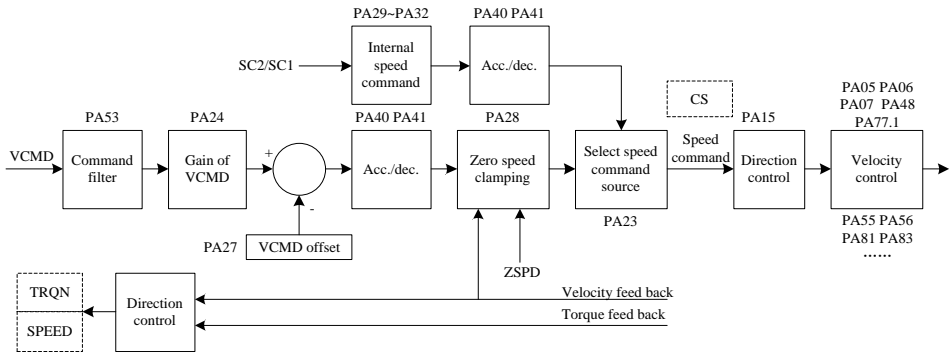 PA29~PA32
PA40 PA41
SC2/SC1
Internal
speed
command
Acc./dec.
CS
PA05 PA06
PA07 PA48
PA77.1
PA53
PA24
PA40 PA41
PA28
PA15
VCMD
Command
filter
Gain of
VCMD
+
-
Acc./dec.
Zero speed
clamping
Select speed
command
source
Speed
command
Direction
control
Velocity
control
PA23
PA55 PA56
PA81 PA83
......
PA27
VCMD offset
ZSPD
TRQN
SPEED
Direction
control
Velocity feed back
Torque feed back